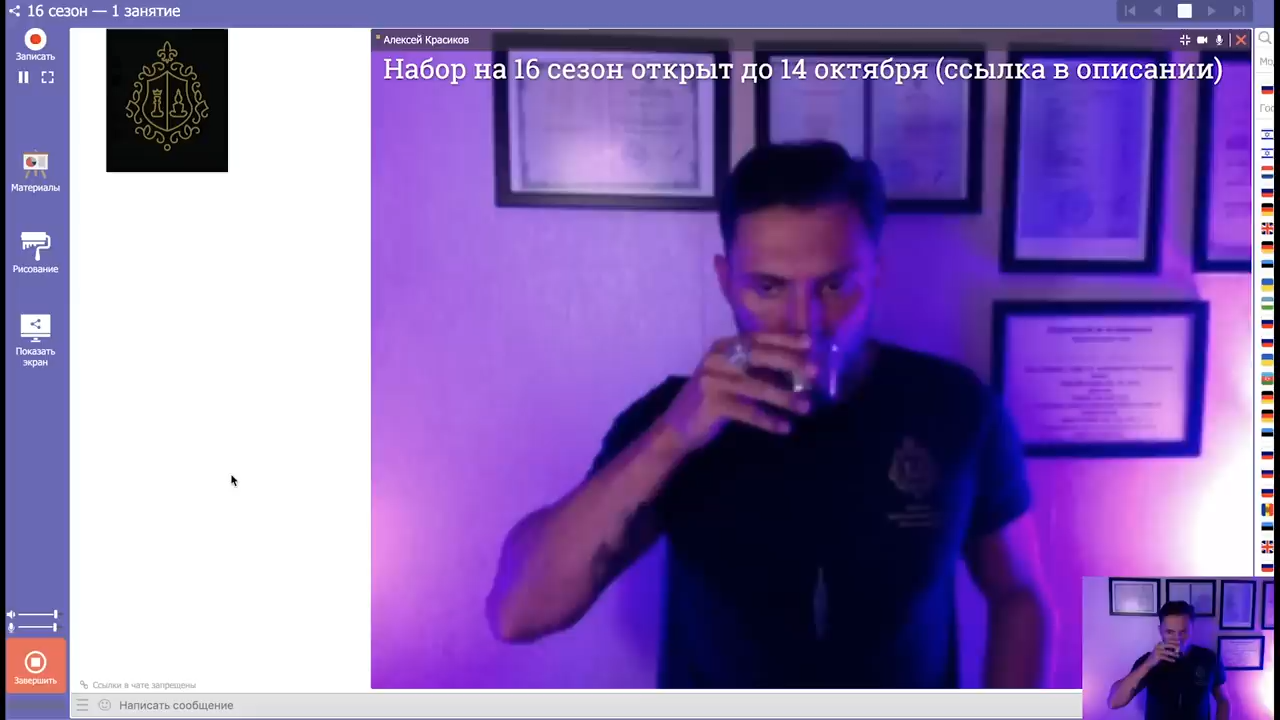 16 сезон — 1 занятие
Записать
Материалы
Рисование
Показать
экран
Завершить
Алексей Красиков
Набор на 16 сезон открыт до 14 октября (ссылка в описании)
Ссылки в чате запрещены
Написать сообщение